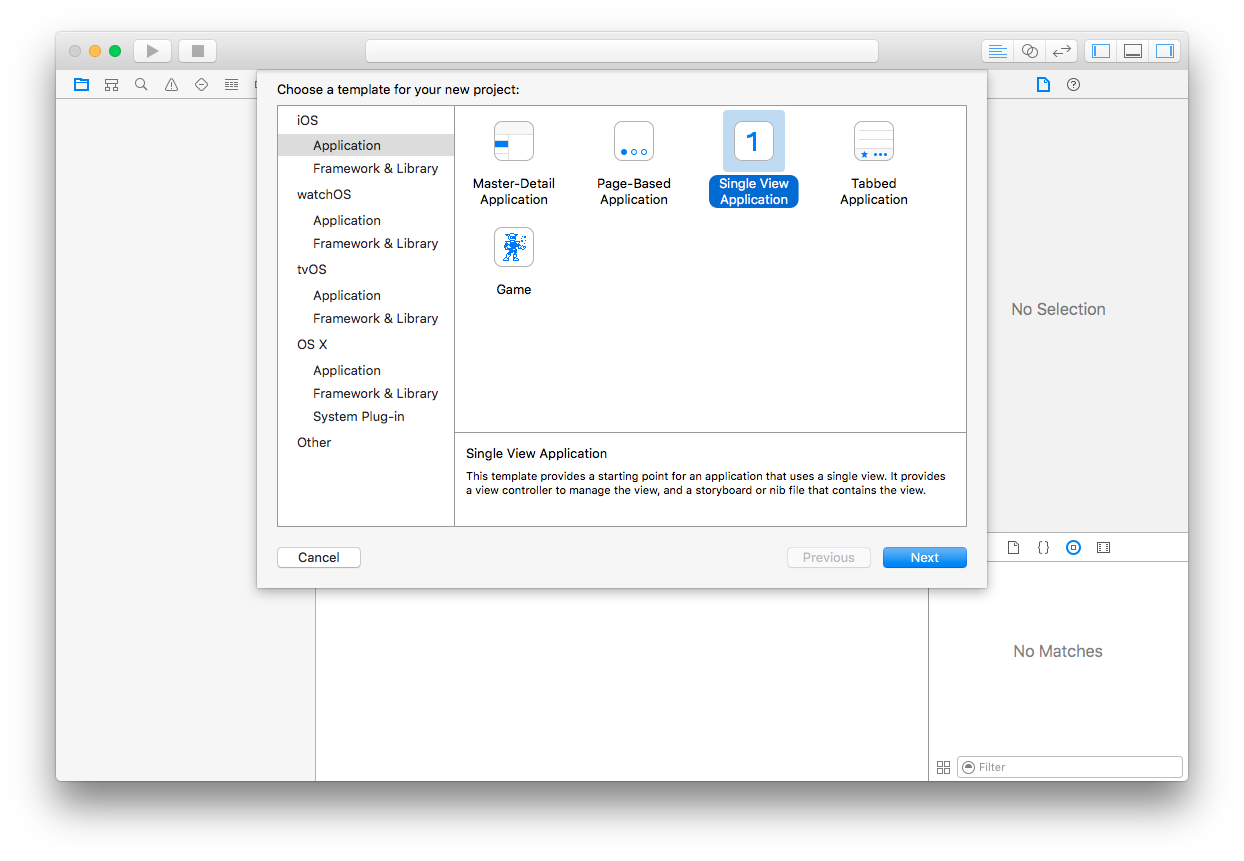 Choose a template for your new project:
iOS
Application
Framework & Library
watchOS
Application
Framework & Library
tvOS
Application
Framework & Library
OS X
Application
Framework & Library
System Plug-in
Other
Master-Detail
Application
Page-Based
Application
1
Single View
Application
Tabbed
Application
Game
Single View Application
This template provides a starting point for an application that uses a single view. It provides
a view controller to manage the view, and a storyboard or nib file that contains the view.
Cancel
Previous
Next
No Selection
{}
No Matches
Filter